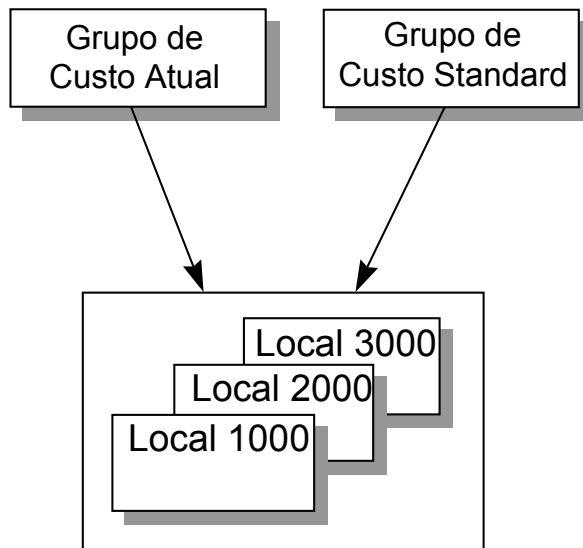 Grupo de
Custo Atual
Grupo de
Custo Standard
Local 3000
Local 2000
Local 1000